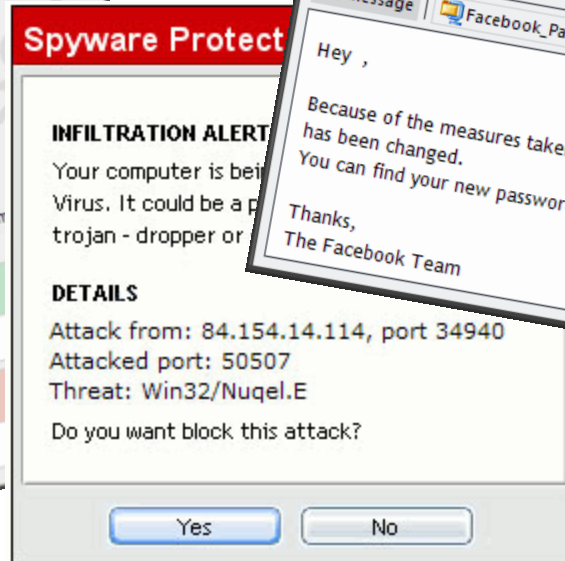 Spyware Protect
INFILTRATION ALERT
Your computer is bei
Virus. It could be a p
trojan - dropper or
DETAILS
Attack from: 84.154.14.114, port 34940
Attacked port: 50507
Threat: Win32/Nuqel.E
Do you want block this attack?
Yes No
Facebook_Pa
Hey ,
Because of the measures take
has been changed.
You can find your new passwor
Thanks,
The Facebook Team